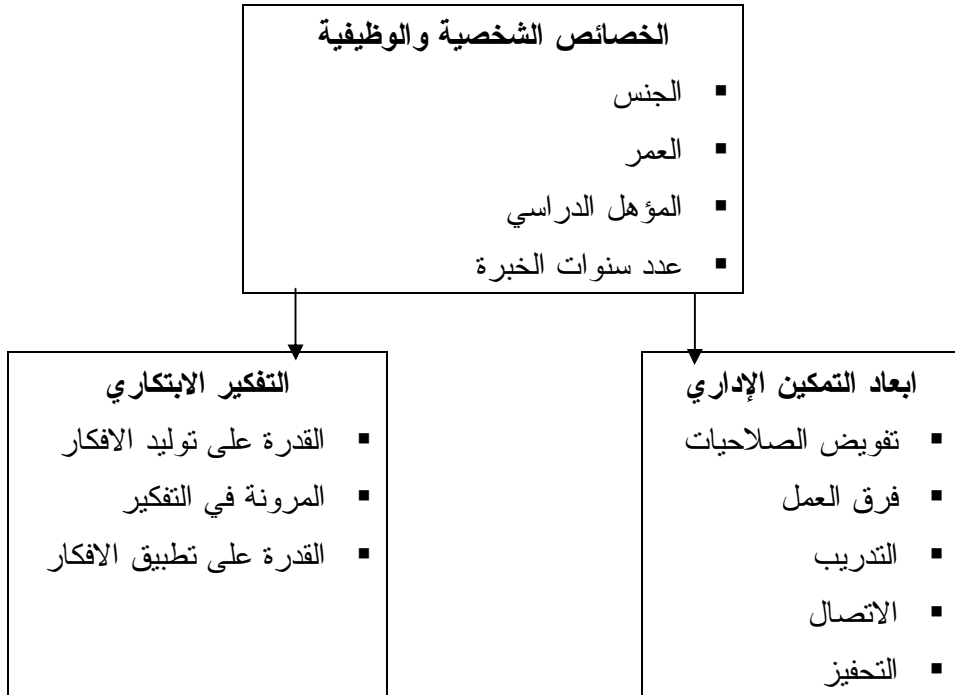 الخصائص الشخصية والوظيفية
▪ الجنس
▪ العمر
▪ المؤهل الدراسي
▪ عدد سنوات الخبرة
ابعاد التمكين الإداري
▪ تفويض الصلاحيات
▪ فرق العمل
▪ التدريب
▪ الاتصال
▪ التحفيز
التفكير الابتكاري
▪ القدرة على توليد الافكار
▪ المرونة في التفكير
▪ القدرة على تطبيق الافكار